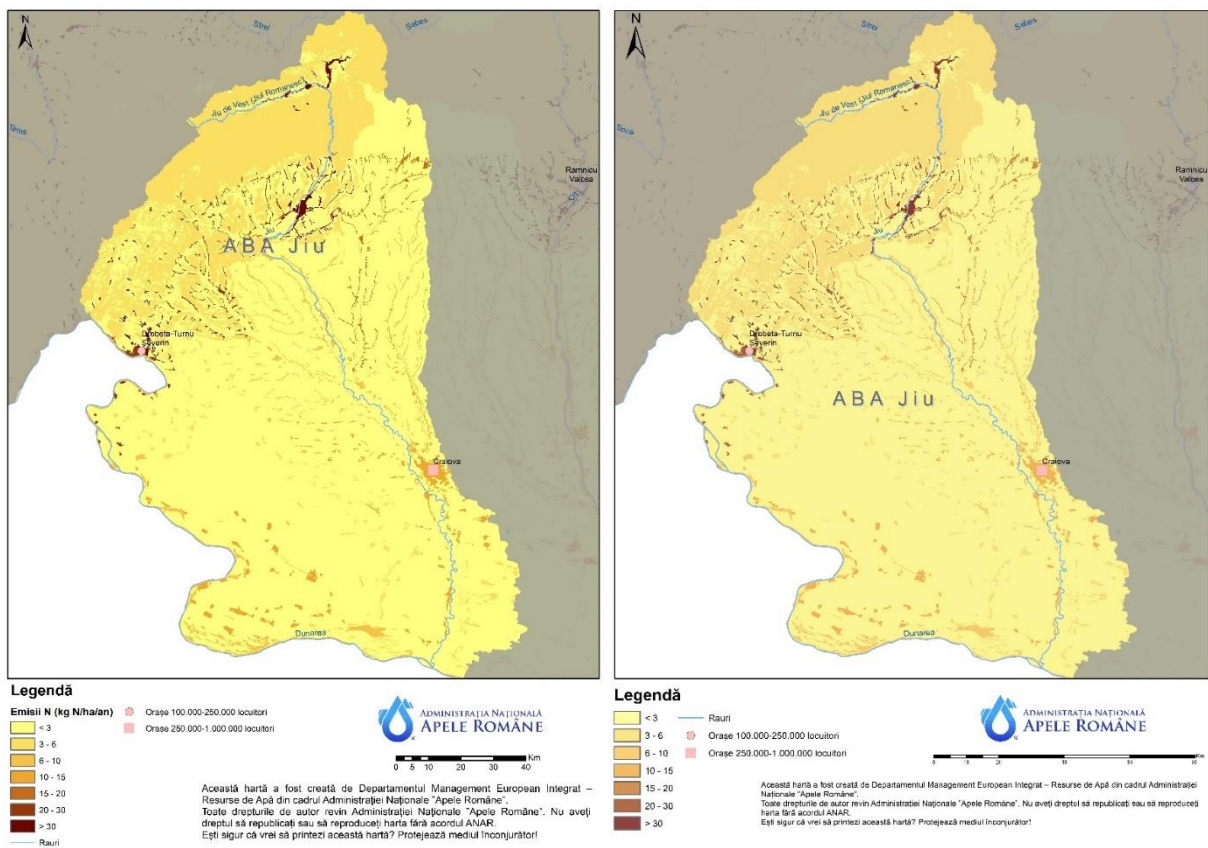 N
Strei
Sebeș
Jiu de Vest (Jiul Romanesc)
Timis
Ramnicu
Valcea
Olt
Jiu
ABA Jiu
Drobeta-Turnu
Severin
Craiova
Dunarea
Legendă
Emisii N (kg N/ha/an)
< 3
3 - 6
6 - 10
10 - 15
15 - 20
20 - 30
> 30
Rauri
Orașe 100.000-250.000 locuitori
Orașe 250.000-1.000.000 locuitori
ADMINISTRAȚIA NAȚIONALĂ
APELE ROMÂNE
Km
0 5 10 20 30 40
Această hartă a fost creată de Departamentul Management European Integrat –
Resurse de Apă din cadrul Administrației Naționale "Apele Române".
Toate drepturile de autor revin Administrației Naționale "Apele Române". Nu aveți
dreptul să republicati sau să reproduceți
harta fără acordul ANAR.
Ești sigur că vrei să printezi această hartă? Protejează mediul înconjurător!
N
Strei
Sebeș
Jiu de Vest (Jiul Romanesc)
Timis
Ramnicu
Valcea
Olt
Jiu
Drobeta-Turnu
Severin
ABA Jiu
Craiova
Dunarea
Legendă
< 3
3 - 6
6 - 10
10 - 15
15 - 20
20 - 30
> 30
Rauri
Orașe 100.000-250.000 locuitori
Orașe 250.000-1.000.000 locuitori
ADMINISTRAȚIA NAȚIONALĂ
APELE ROMÂNE
Km
Această hartă a fost creată de Departamentul Management European Integrat – Resurse de Apă din cadrul Administrației
Naționale "Apele Române".
Toate drepturile de autor revin Administrației Naționale "Apele Române". Nu aveți dreptul să republicati sau să reproduceți
harta fără acordul ANAR.
Ești sigur că vrei să printezi această hartă? Protejează mediul înconjurător!